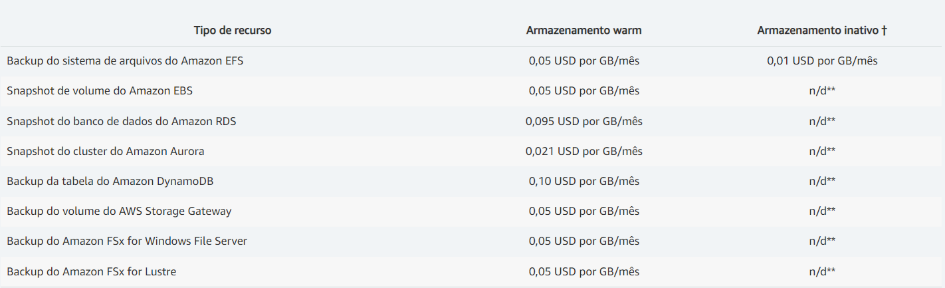 Tipo de recurso Armazenamento warm Armazenamento inativo †
Backup do sistema de arquivos do Amazon EFS 0,05 USD por GB/mês 0,01 USD por GB/mês
Snapshot de volume do Amazon EBS 0,05 USD por GB/mês n/d**
Snapshot do banco de dados do Amazon RDS 0,095 USD por GB/mês n/d**
Snapshot do cluster do Amazon Aurora 0,021 USD por GB/mês n/d**
Backup da tabela do Amazon DynamoDB 0,10 USD por GB/mês n/d**
Backup do volume do AWS Storage Gateway 0,05 USD por GB/mês n/d**
Backup do Amazon FSx for Windows File Server 0,05 USD por GB/mês n/d**
Backup do Amazon FSx for Lustre 0,05 USD por GB/mês n/d**